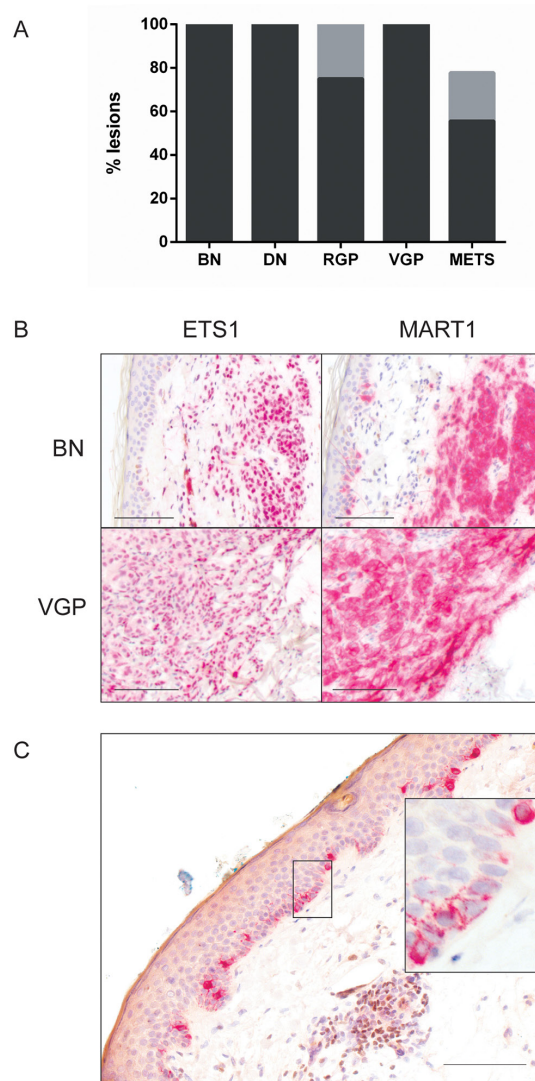 A
% lesions
100
80
60
40
20
0
BN DN RGP VGP METS
B
ETS1 MART1
BN
VGP
C